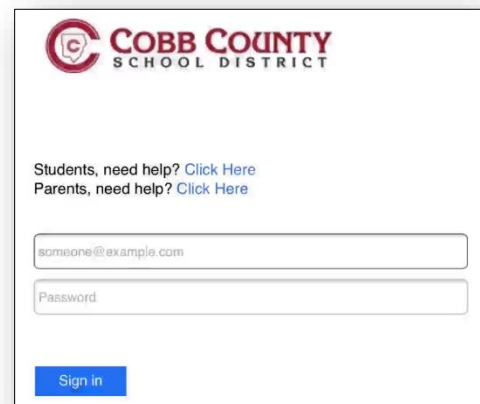 C
COBB COUNTY
SCHOOL DISTRICT
Students, need help? Click Here
Parents, need help? Click Here
someone@example.com
Password
Sign in